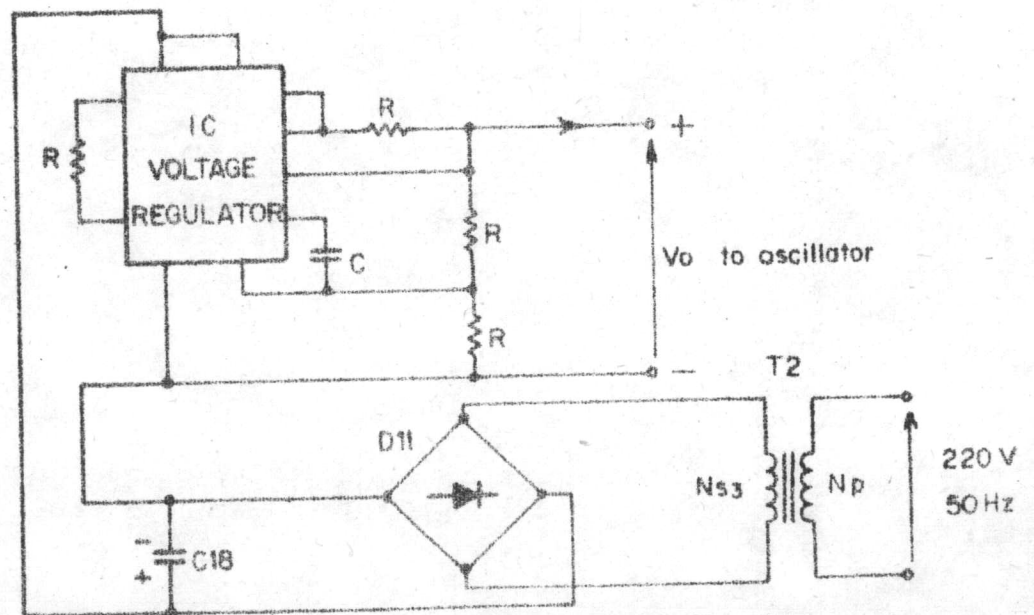 IC
VOLTAGE
REGULATOR
R
R
R
C
R
+
Vo to oscillator
-
T2
D11
Ns3
Np
220 V
50 Hz
-
+
C18